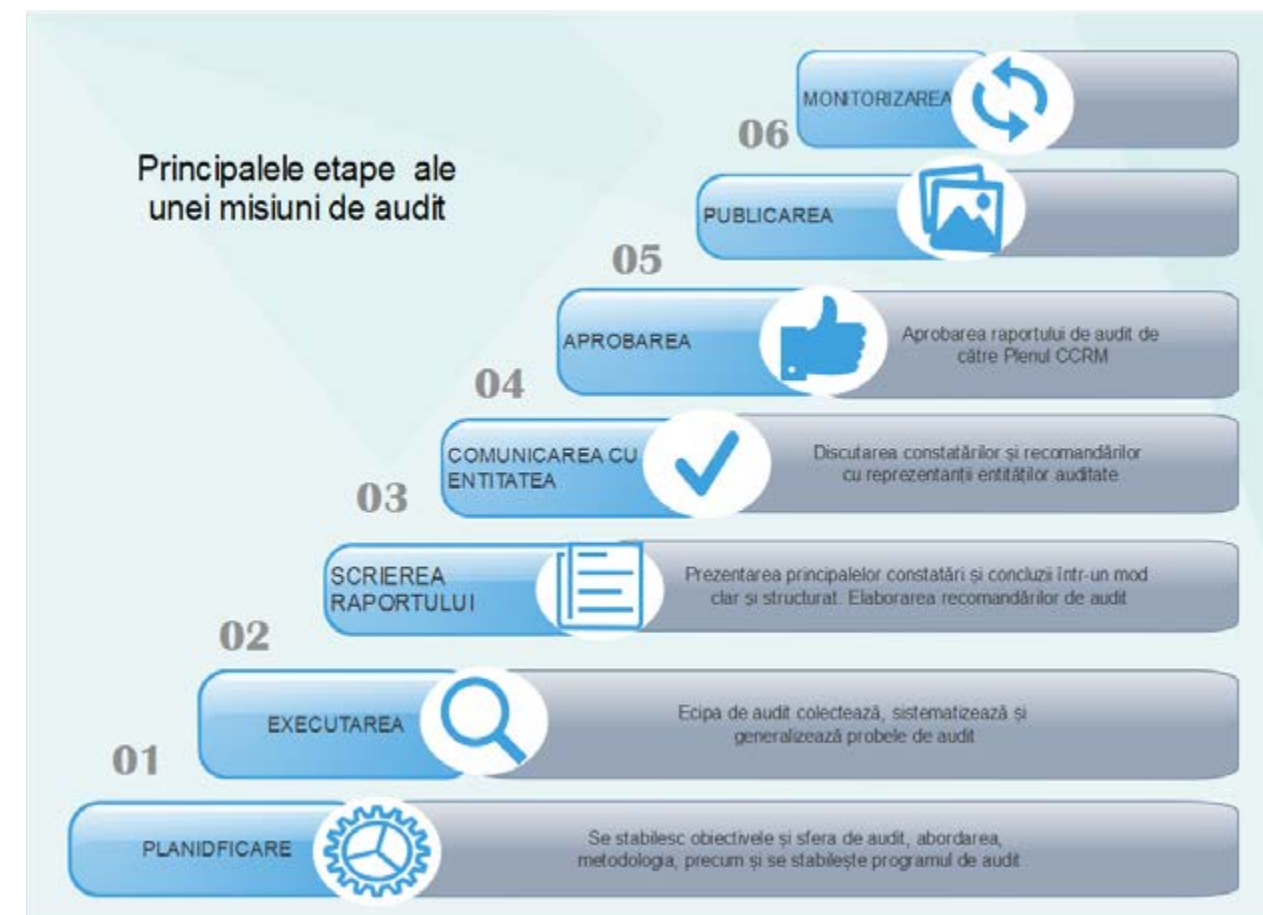 Principalele etape ale
unei misiuni de audit
06
MONITORIZAREA
05
PUBLICAREA
04
APROBAREA
Aprobarea raportului de audit de
către Plenul CCRM
03
COMUNICAREA CU
ENTITATEA
Discutarea constatărilor și recomandărilor
cu reprezentanții entităților auditate
02
SCRIEREA
RAPORTULUI
Prezentarea principalelor constatări și concluzii într-un mod
clar și structurat. Elaborarea recomandărilor de audit
01
EXECUTAREA
Ecipa de audit colectează, sistematizează și
generalizează probele de audit
PLANIDFICARE
Se stabilesc obiectivele și sfera de audit, abordarea,
metodologia, precum și se stabilește programul de audit